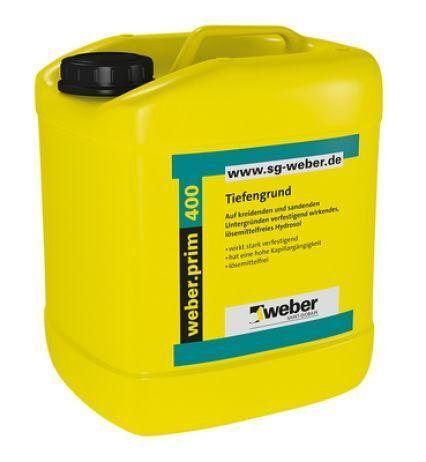 www.sg-weber.de
weber.prim 400
Tiefengrund
Auf kreidenden und sandenden
Untergründen verfestigend wirkendes,
lösemittelfreies Hydrosol
•wirkt stark verfestigend
•hat eine hohe Kapillargängigkeit
•lösemittelfrei
weber
SAINT-GOBAIN